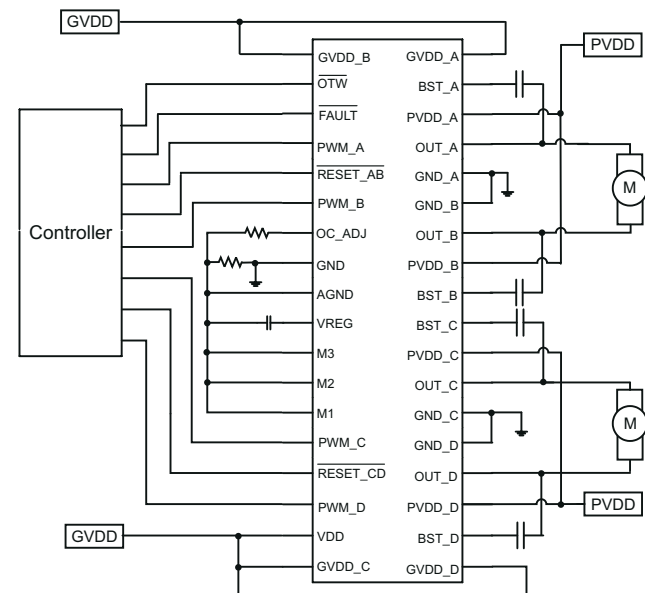 GVDD
PVDD
GVDD_B
GVDD_A
OTW
BST_A
FAULT
PVDD_A
PWM_A
OUT_A
RESET_AB
GND_A
M
PWM_B
GND_B
Controller
OC_ADJ
OUT_B
GND
PVDD_B
AGND
BST_B
VREG
BST_C
M3
PVDD_C
M2
OUT_C
M1
GND_C
M
PWM_C
GND_D
RESET_CD
OUT_D
PWM_D
PVDD_D
PVDD
GVDD
VDD
BST_D
GVDD_C
GVDD_D